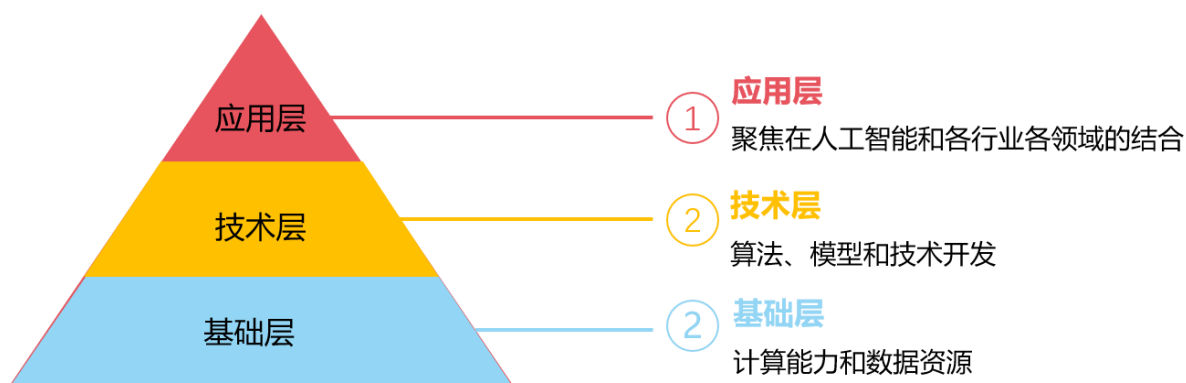 应用层
技术层
基础层
1
应用层
聚焦在人工智能和各行业各领域的结合
2
技术层
算法、模型和技术开发
2
基础层
计算能力和数据资源